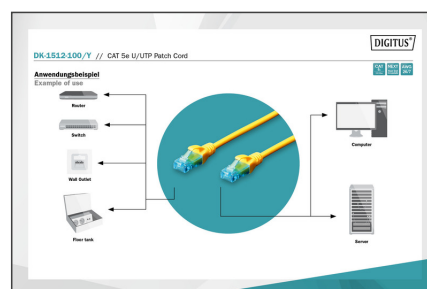 DIGITUS®
DK-1512-100/Y // CAT 5e U/UTP Patch Cord
Anwendungsbeispiel
Example of use
Router
Switch
Wall Outlet
Floor tank
Computer
Server